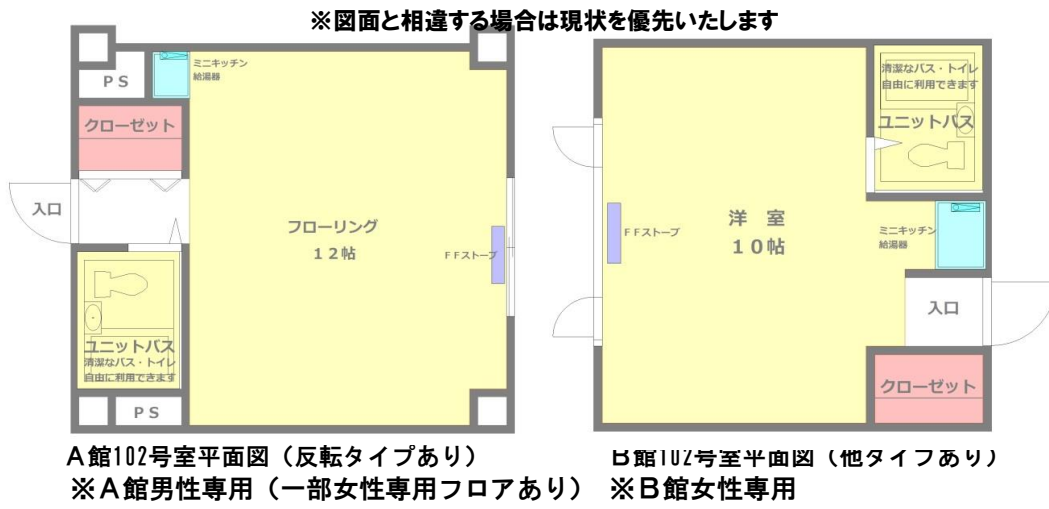 ※図面と相違する場合は現状を優先いたします
ミニキッチン
給湯器
PS
クローゼット
入口
フローリング
12帖
FFストーブ
ユニットバス
清潔なバス・トイレ
自由に利用できます
PS
清潔なバス・トイレ
自由に利用できます
ユニットバス
洋 室
10帖
FFストーブ
ミニキッチン
給湯器
入口
クローゼット
A館102号室平面図（反転タイプあり）
B館102号室平面図（他タイプあり）
※A館男性専用（一部女性専用フロアあり）
※B館女性専用